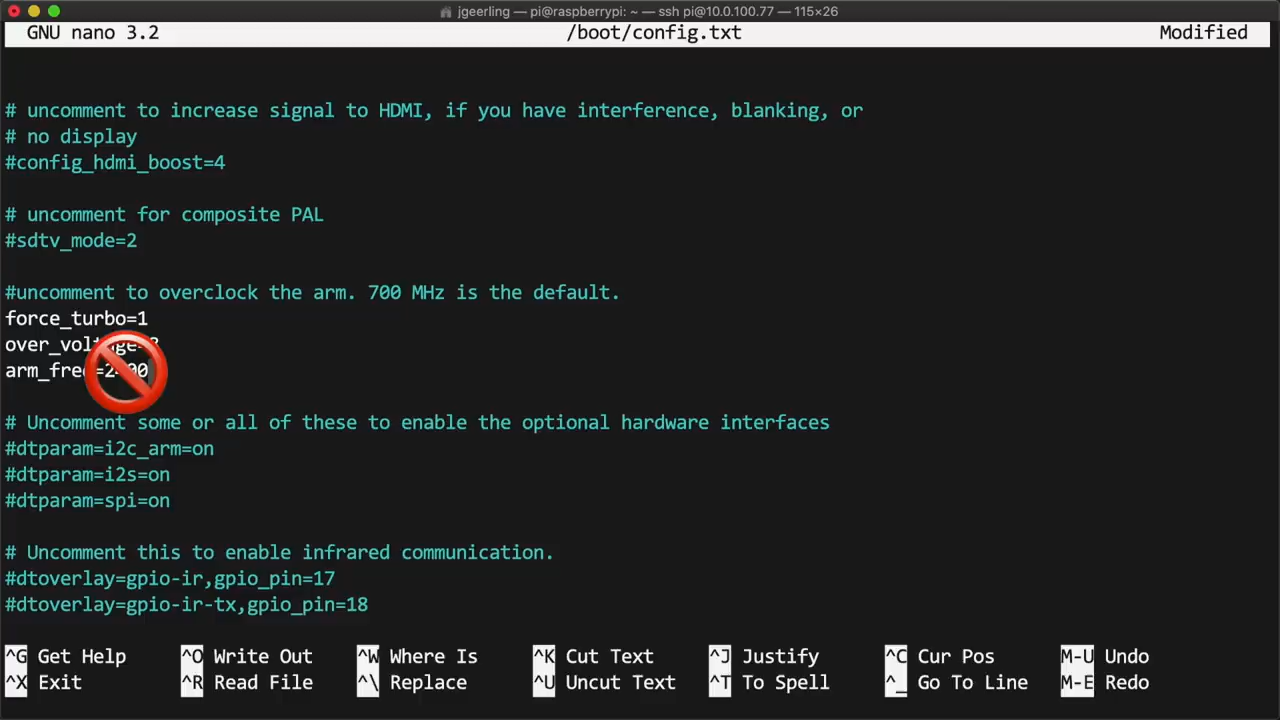 jgeerling — pi@raspberrypi: ~ — ssh pi@10.0.100.77 — 115×26
GNU nano 3.2 /boot/config.txt Modified
# uncomment to increase signal to HDMI, if you have interference, blanking, or
# no display
#config_hdmi_boost=4
# uncomment for composite PAL
#sdtv_mode=2
#uncomment to overclock the arm. 700 MHz is the default.
force_turbo=1
# Uncomment some or all of these to enable the optional hardware interfaces
#dtparam=i2c_arm=on
#dtparam=i2s=on
#dtparam=spi=on
# Uncomment this to enable infrared communication.
#dtoverlay=gpio-ir,gpio_pin=17
#dtoverlay=gpio-ir-tx,gpio_pin=18
^G Get Help ^O Write Out ^W Where Is ^K Cut Text ^J Justify ^C Cur Pos M-U Undo
^X Exit ^R Read File ^\ Replace ^U Uncut Text ^T To Spell ^_ Go To Line M-E Redo